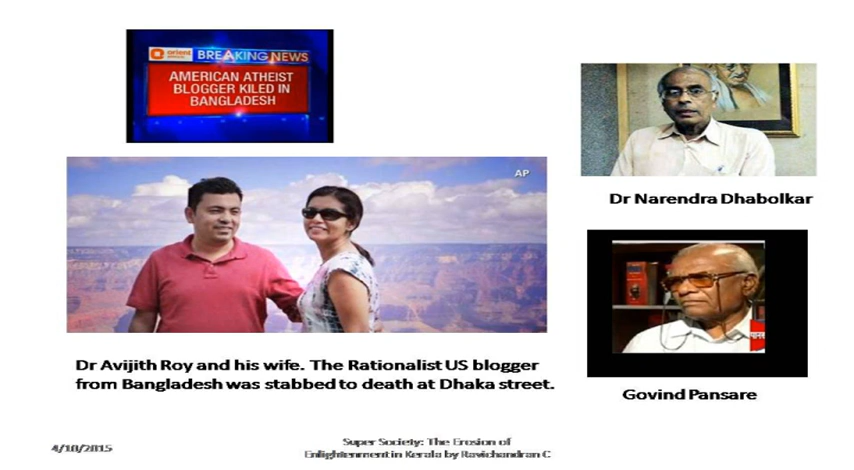 orient
BREAKING NEWS
AMERICAN ATHEIST
BLOGGER KILED IN
BANGLADESH
AP
Dr Narendra Dhabolkar
Dr Avijith Roy and his wife. The Rationalist US blogger
from Bangladesh was stabbed to death at Dhaka street.
Govind Pansare
4/18/2015
Super Society: The Erosion of
Enlightenment in Kerala by Ravichandran C